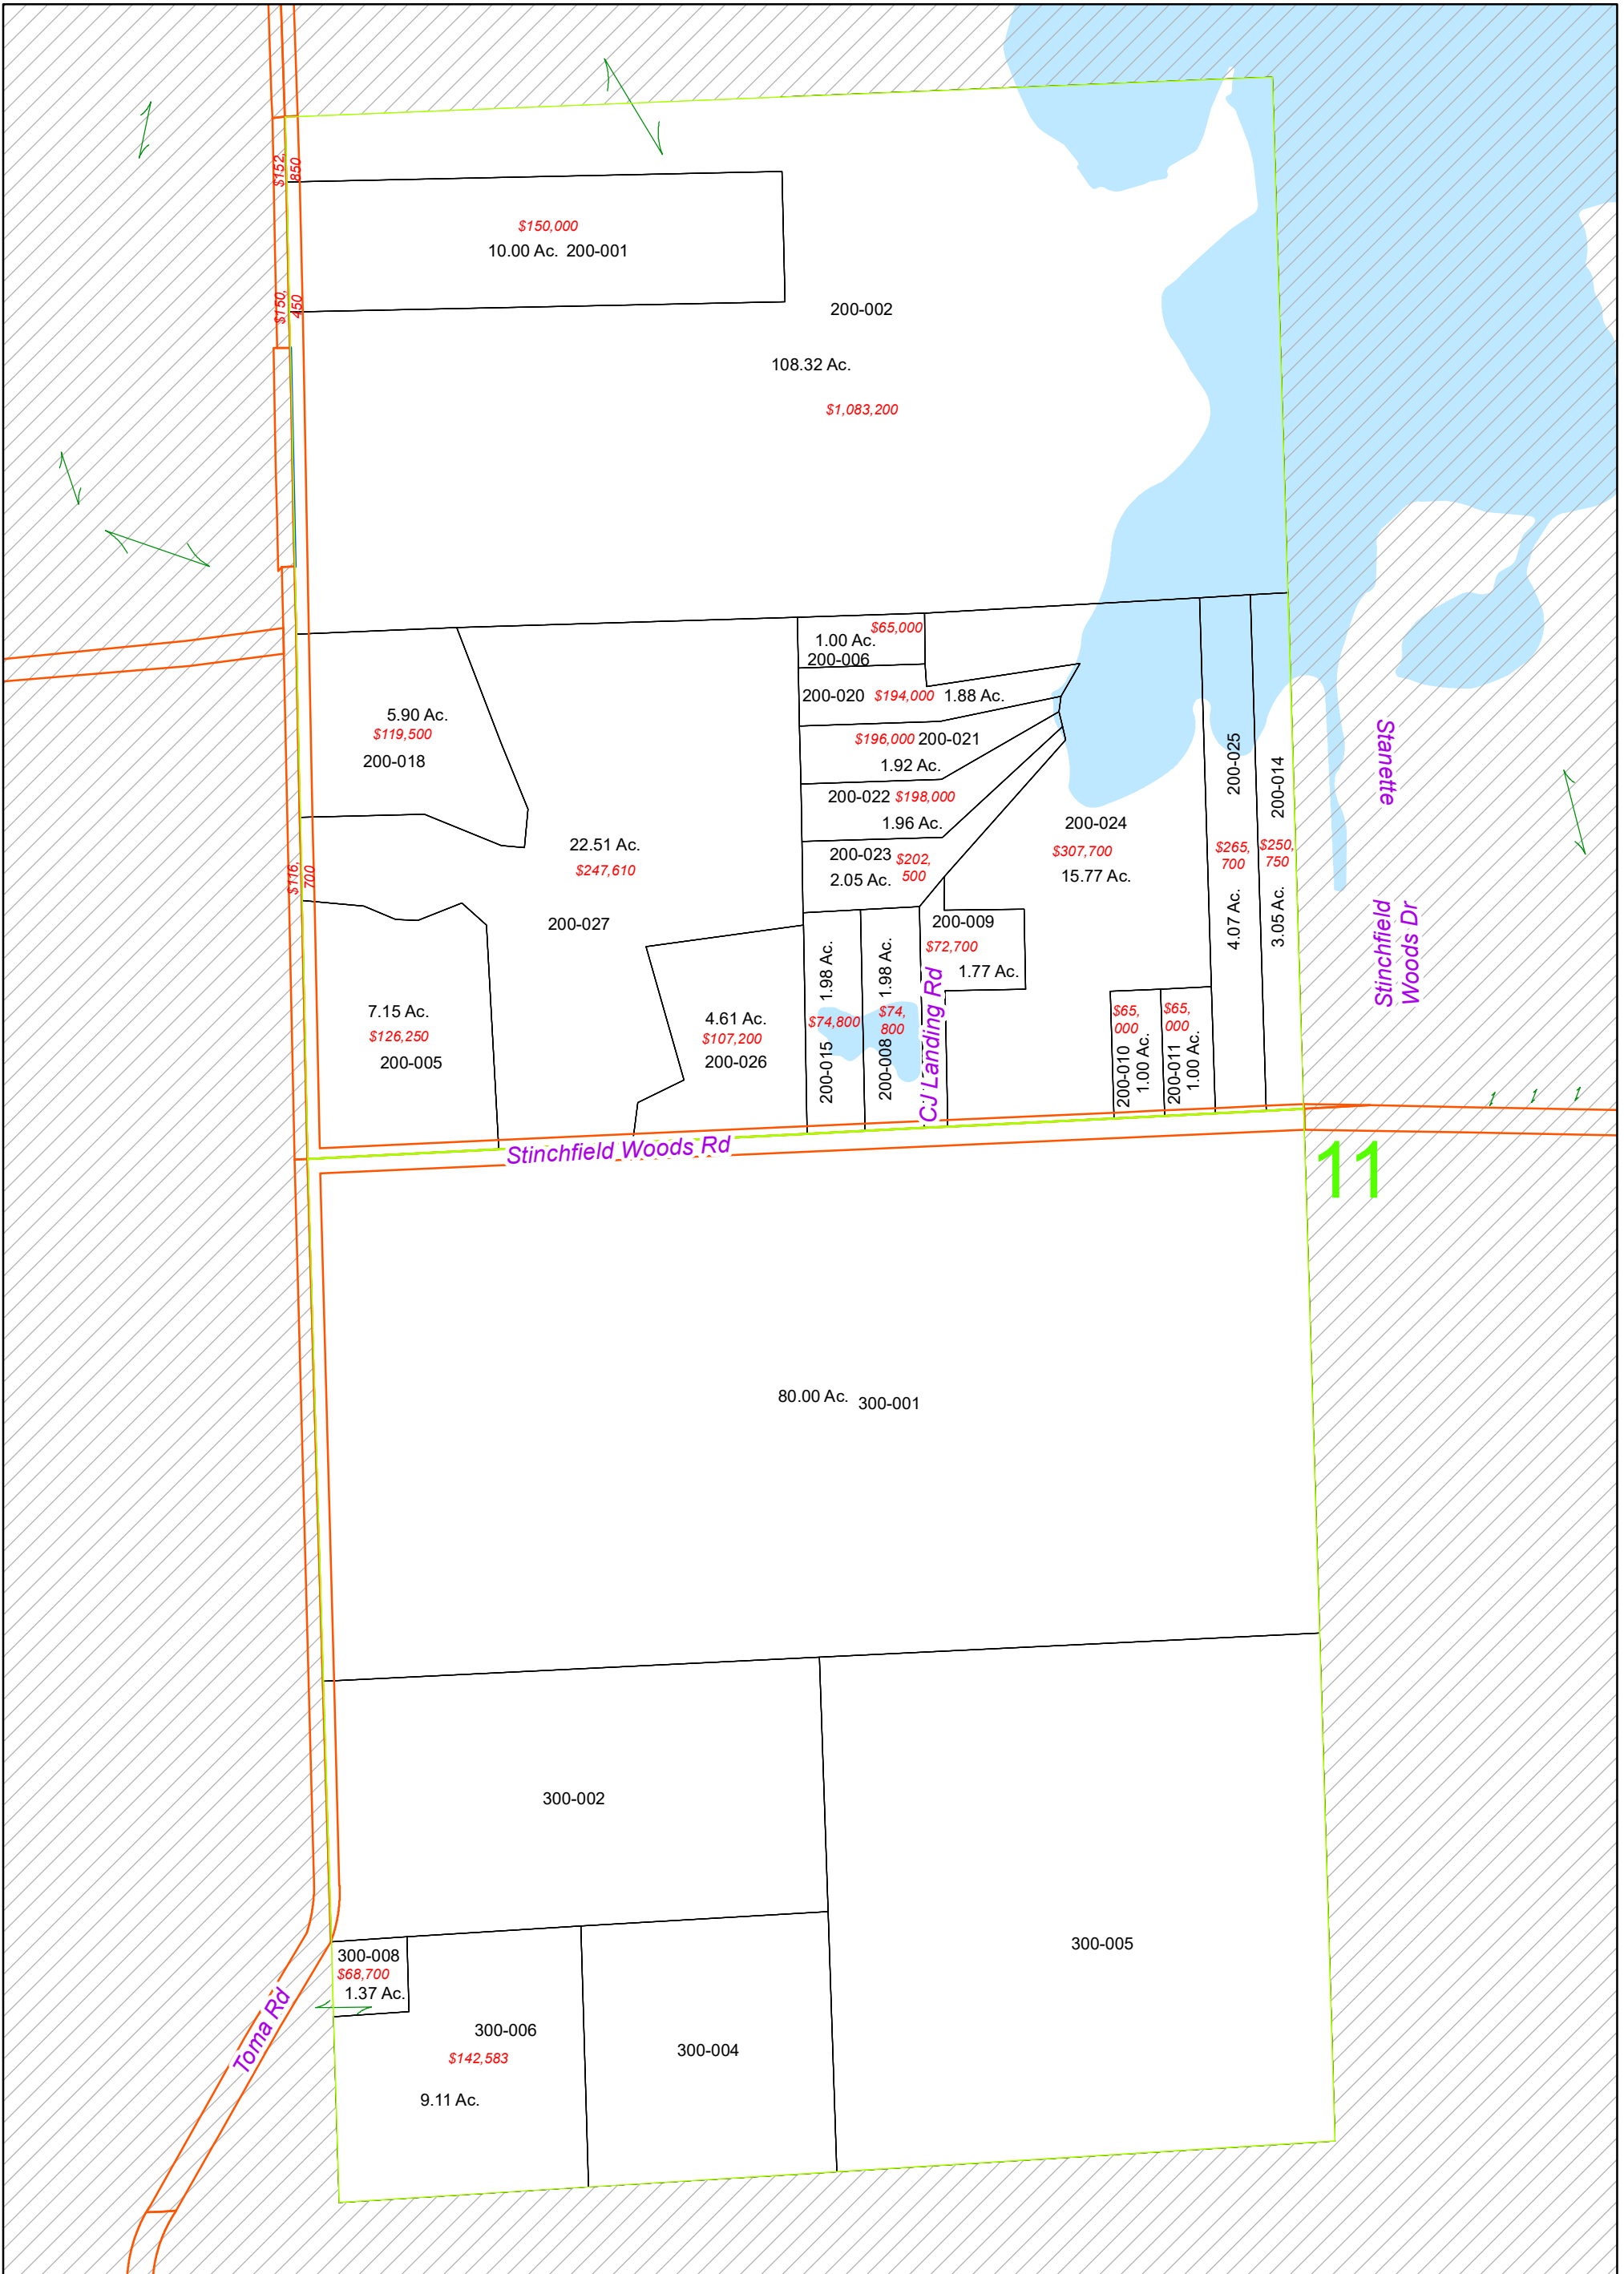 $152,
850
$150,000
10.00 Ac. 200-001
$150,
450
200-002
108.32 Ac.
$1,083,200
$65,000
1.00 Ac.
200-006
200-020 $194,000 1.88 Ac.
5.90 Ac.
$119,500
200-018
$196,000 200-021
1.92 Ac.
200-022 $198,000
1.96 Ac.
22.51 Ac.
$247,610
200-027
200-023 $202,
500
2.05 Ac.
200-024
$307,700
15.77 Ac.
200-025
$265,
700
4.07 Ac.
200-014
$250,
750
3.05 Ac.
Stanette
Stinchfield
Woods Dr
$116,
700
200-009
$72,700
1.77 Ac.
7.15 Ac.
$126,250
200-005
4.61 Ac.
$107,200
200-026
1.98 Ac.
$74,800
200-015
1.98 Ac.
$74,
800
200-008
CJ Landing Rd
$65,
000
200-010
1.00 Ac.
$65,
000
200-011
1.00 Ac.
Stinchfield Woods Rd
11
80.00 Ac. 300-001
300-002
300-005
300-008
$68,700
1.37 Ac.
300-006
$142,583
9.11 Ac.
300-004
Toma Rd